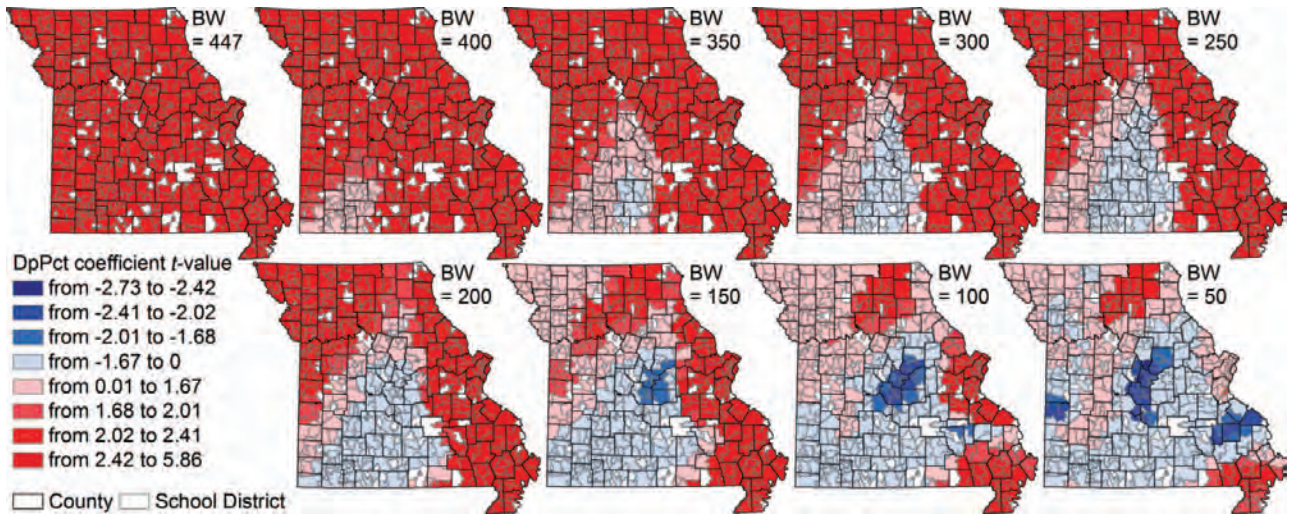 BW
= 447
BW
= 400
BW
= 350
BW
= 300
BW
= 250
DpPct coefficient t-value
from -2.73 to -2.42
from -2.41 to -2.02
from -2.01 to -1.68
from -1.67 to 0
from 0.01 to 1.67
from 1.68 to 2.01
from 2.02 to 2.41
from 2.42 to 5.86
County School District
BW
= 200
BW
= 150
BW
= 100
BW
= 50